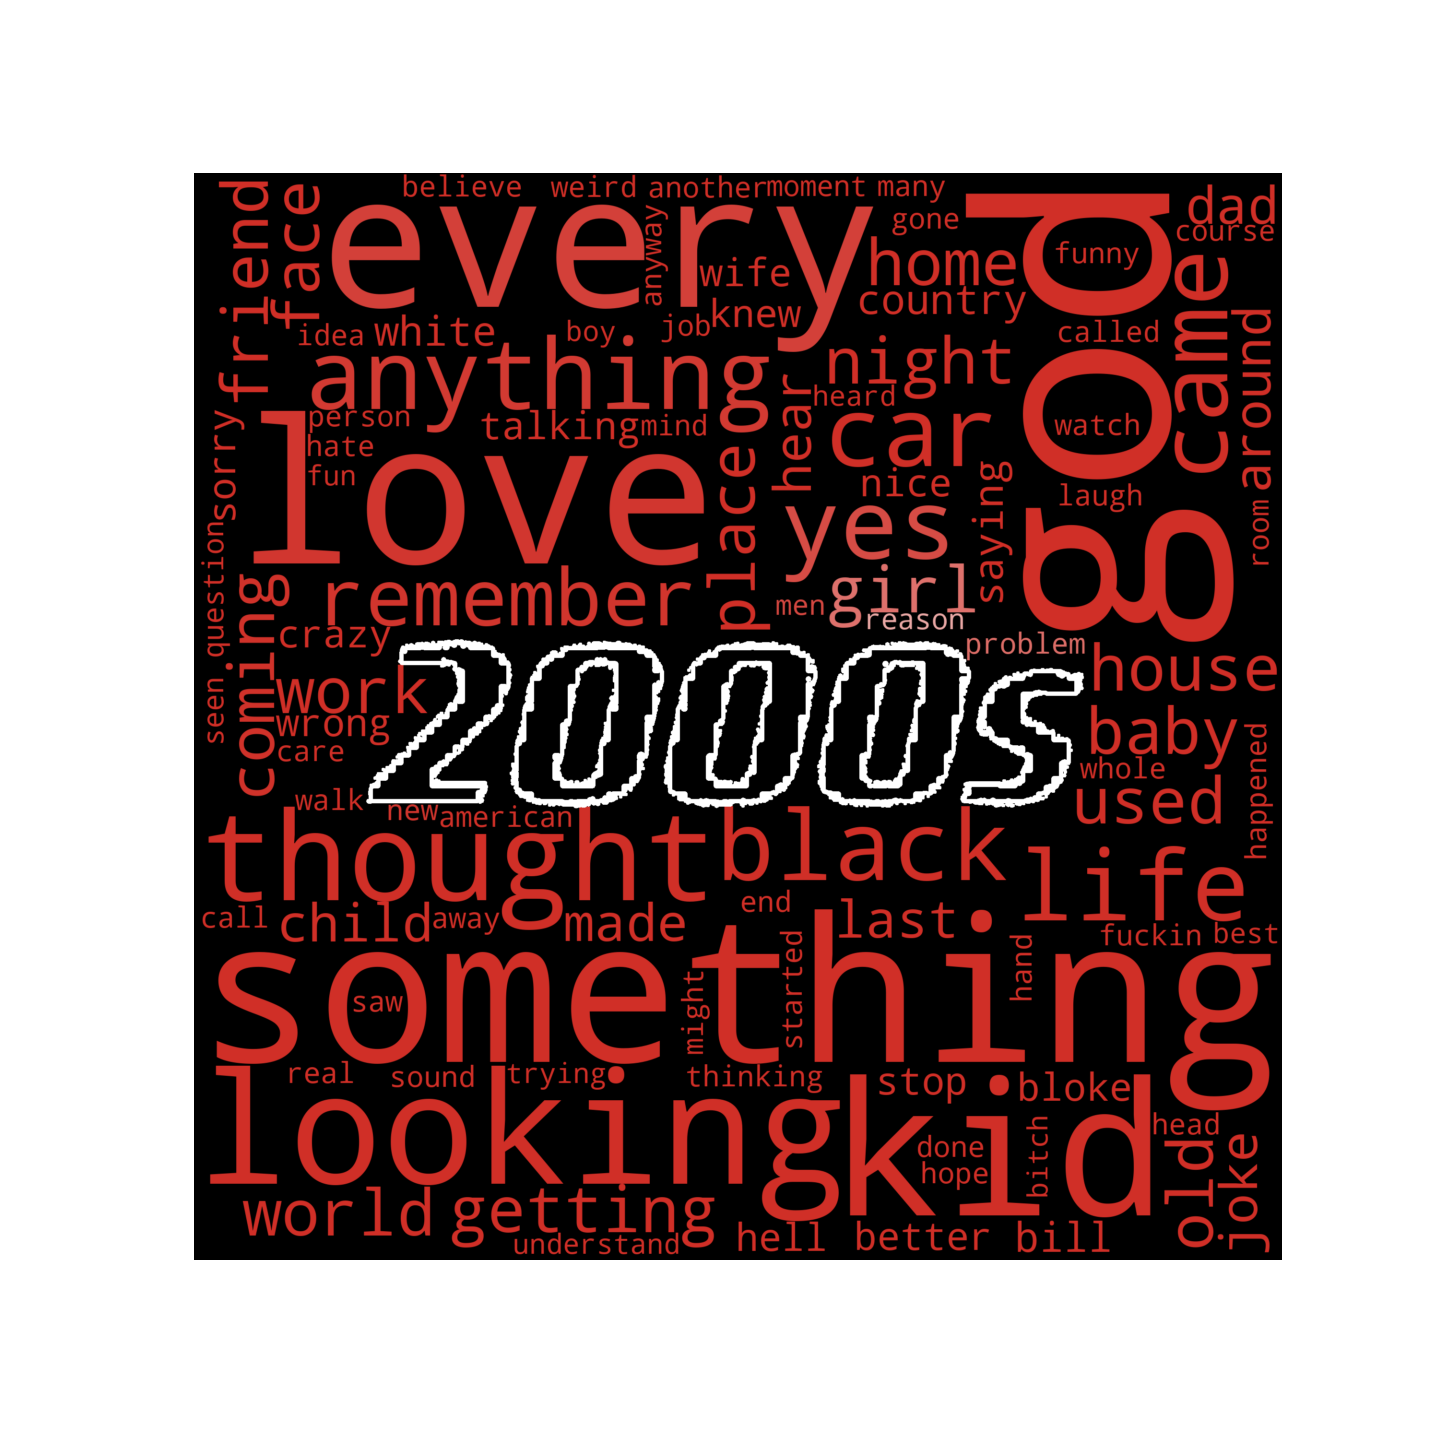 believe weird another moment many
friend face every anyway wife knew home gone country good funny dad course
idea white boy job called came around
anything night heard hear car watch
person talking mind hate fun love place nice laugh
sorry question yes saying room
remember girl men reason problem
coming crazy work wrong care seen
2000s
house baby whole used happened
walk new american
thought black life
call child away made end last fuckin best
something saw might started hand
real sound trying thinking stop bloke
looking kid done hope bitch head
world getting understand hell better bill old joke